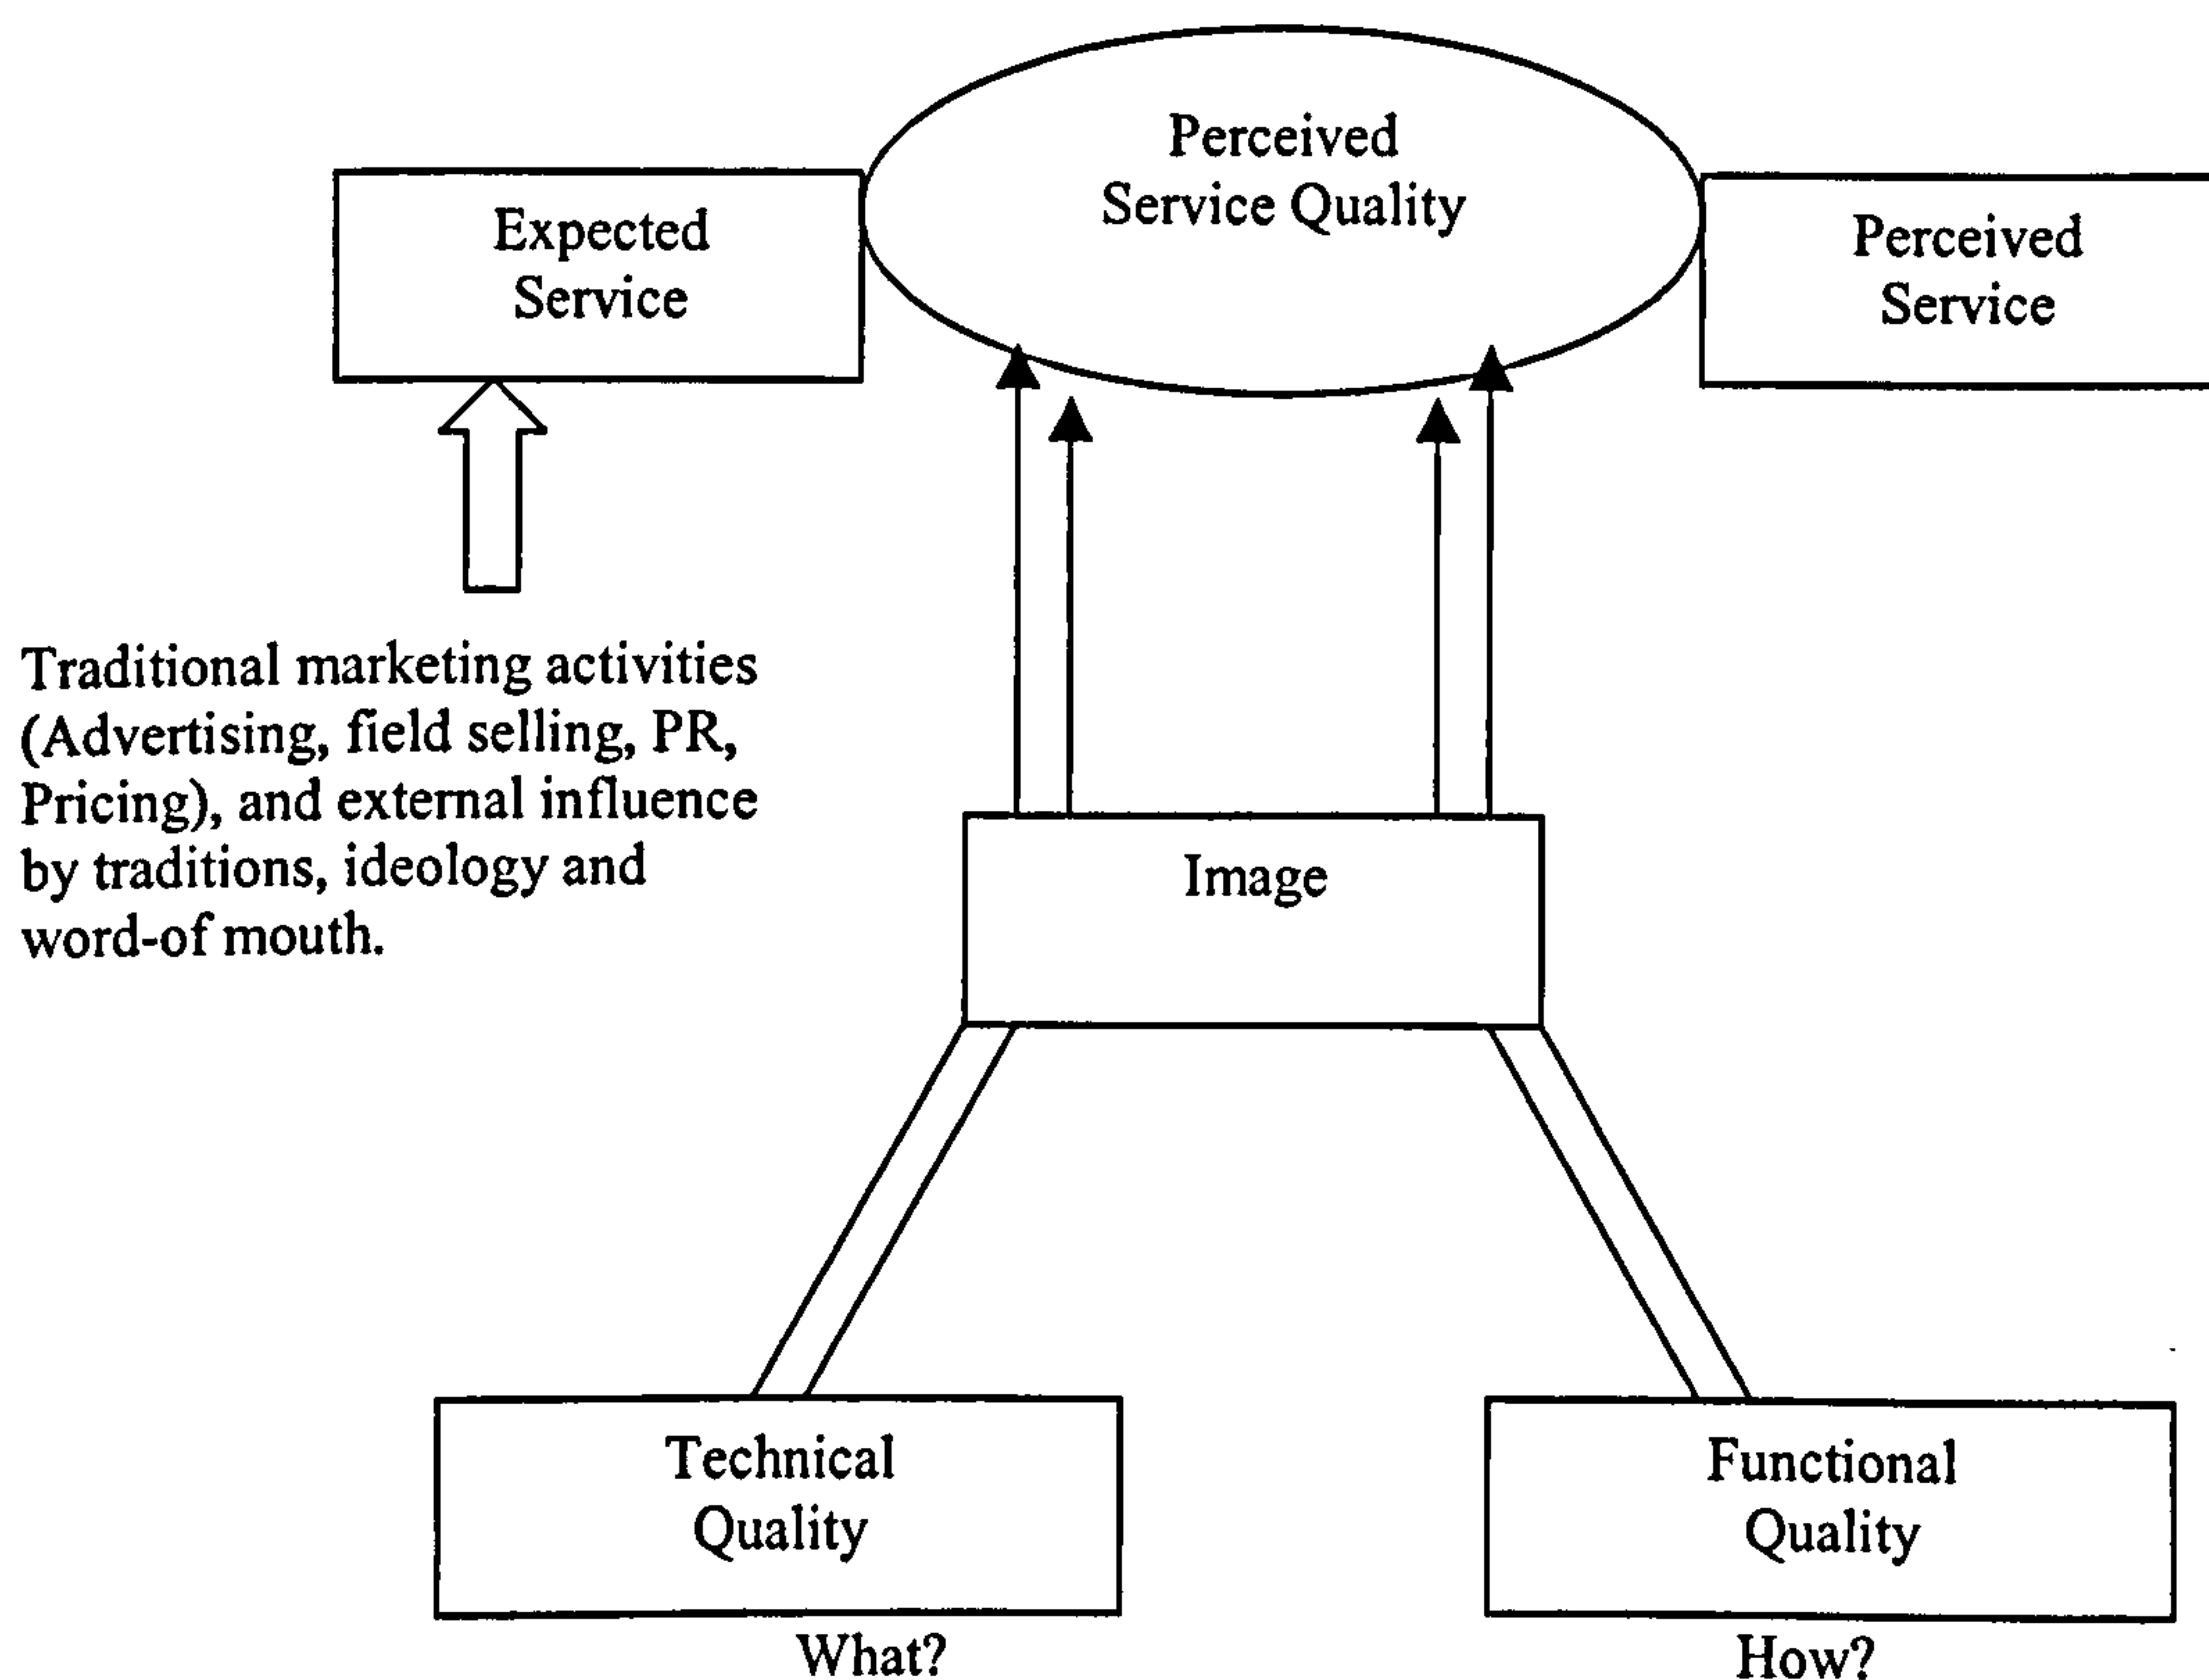 Perceived
Service Quality
Expected
Service
Perceived
Service
Traditional marketing activities
(Advertising, field selling, PR,
Pricing), and external influence
by traditions, ideology and
word-of mouth.
Image
Technical
Quality
Functional
Quality
What?
How?